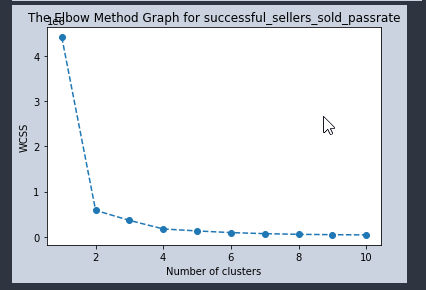 The Elbow Method Graph for successful_sellers_sold_passrate
1e6
4
3
2
1
0
WCSS
2 4 6 8 10
Number of clusters